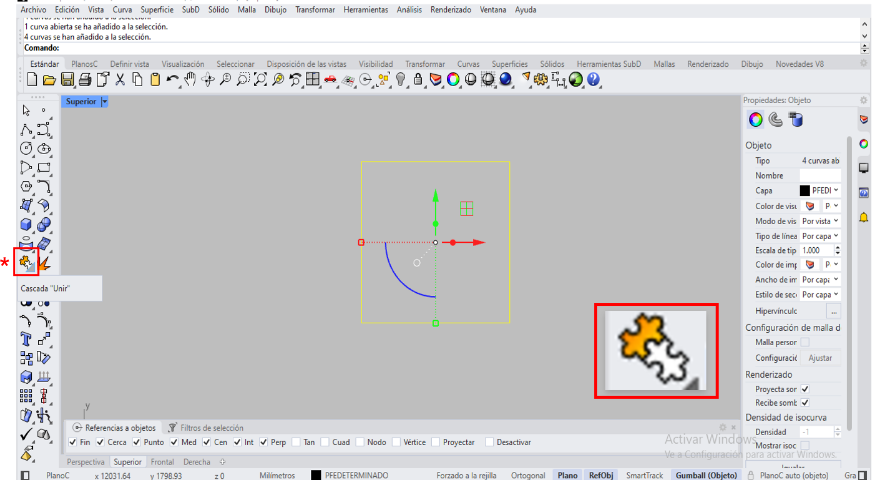 Archivo Edición Vista Curva Superficie SubD Sólido Malla Dibujo Transformar Herramientas Análisis Renderizado Ventana Ayuda
1 curva abierta se ha añadido a la selección.
4 curvas se han añadido a la selección.
Comando:
Estándar PlanosC Definir vista Visualización Seleccionar Disposición de las vistas Visibilidad Transformar Curvas Superficies Sólidos Herramientas SubD Mallas Renderizado Dibujo Novedades V8
Superior
Propiedades: Objeto
Objeto
Tipo 4 curvas ab
Nombre
Capa PFEDI
Color de visu P
Modo de vis Por vista
Tipo de línea Por capa
Escala de tip 1.000
Color de imp P
Ancho de im Por capa
Estilo de sec Por capa
Hipervínculo ...
Configuración de malla d
Malla person
Configuració Ajustar
Renderizado
Proyecta son
Recibe somb
Densidad de isocurva
Densidad -1
Mostrar isoc
*
Cascada "Unir"
y
Referencias a objetos Filtros de selección
Fin Cerca Punto Med Cen Int Perp Tan Cuad Nodo Vértice Proyectar Desactivar
Activar Windows
Ve a Configuración para activar Windows.
Perspectiva Superior Frontal Derecha
PlanoC x 12031.64 y 1798.93 z 0 Milímetros PREDETERMINADO Forzado a la rejilla Ortogonal Plano RefObj SmartTrack Gumball (Objeto) PlanoC auto (objeto) Gra